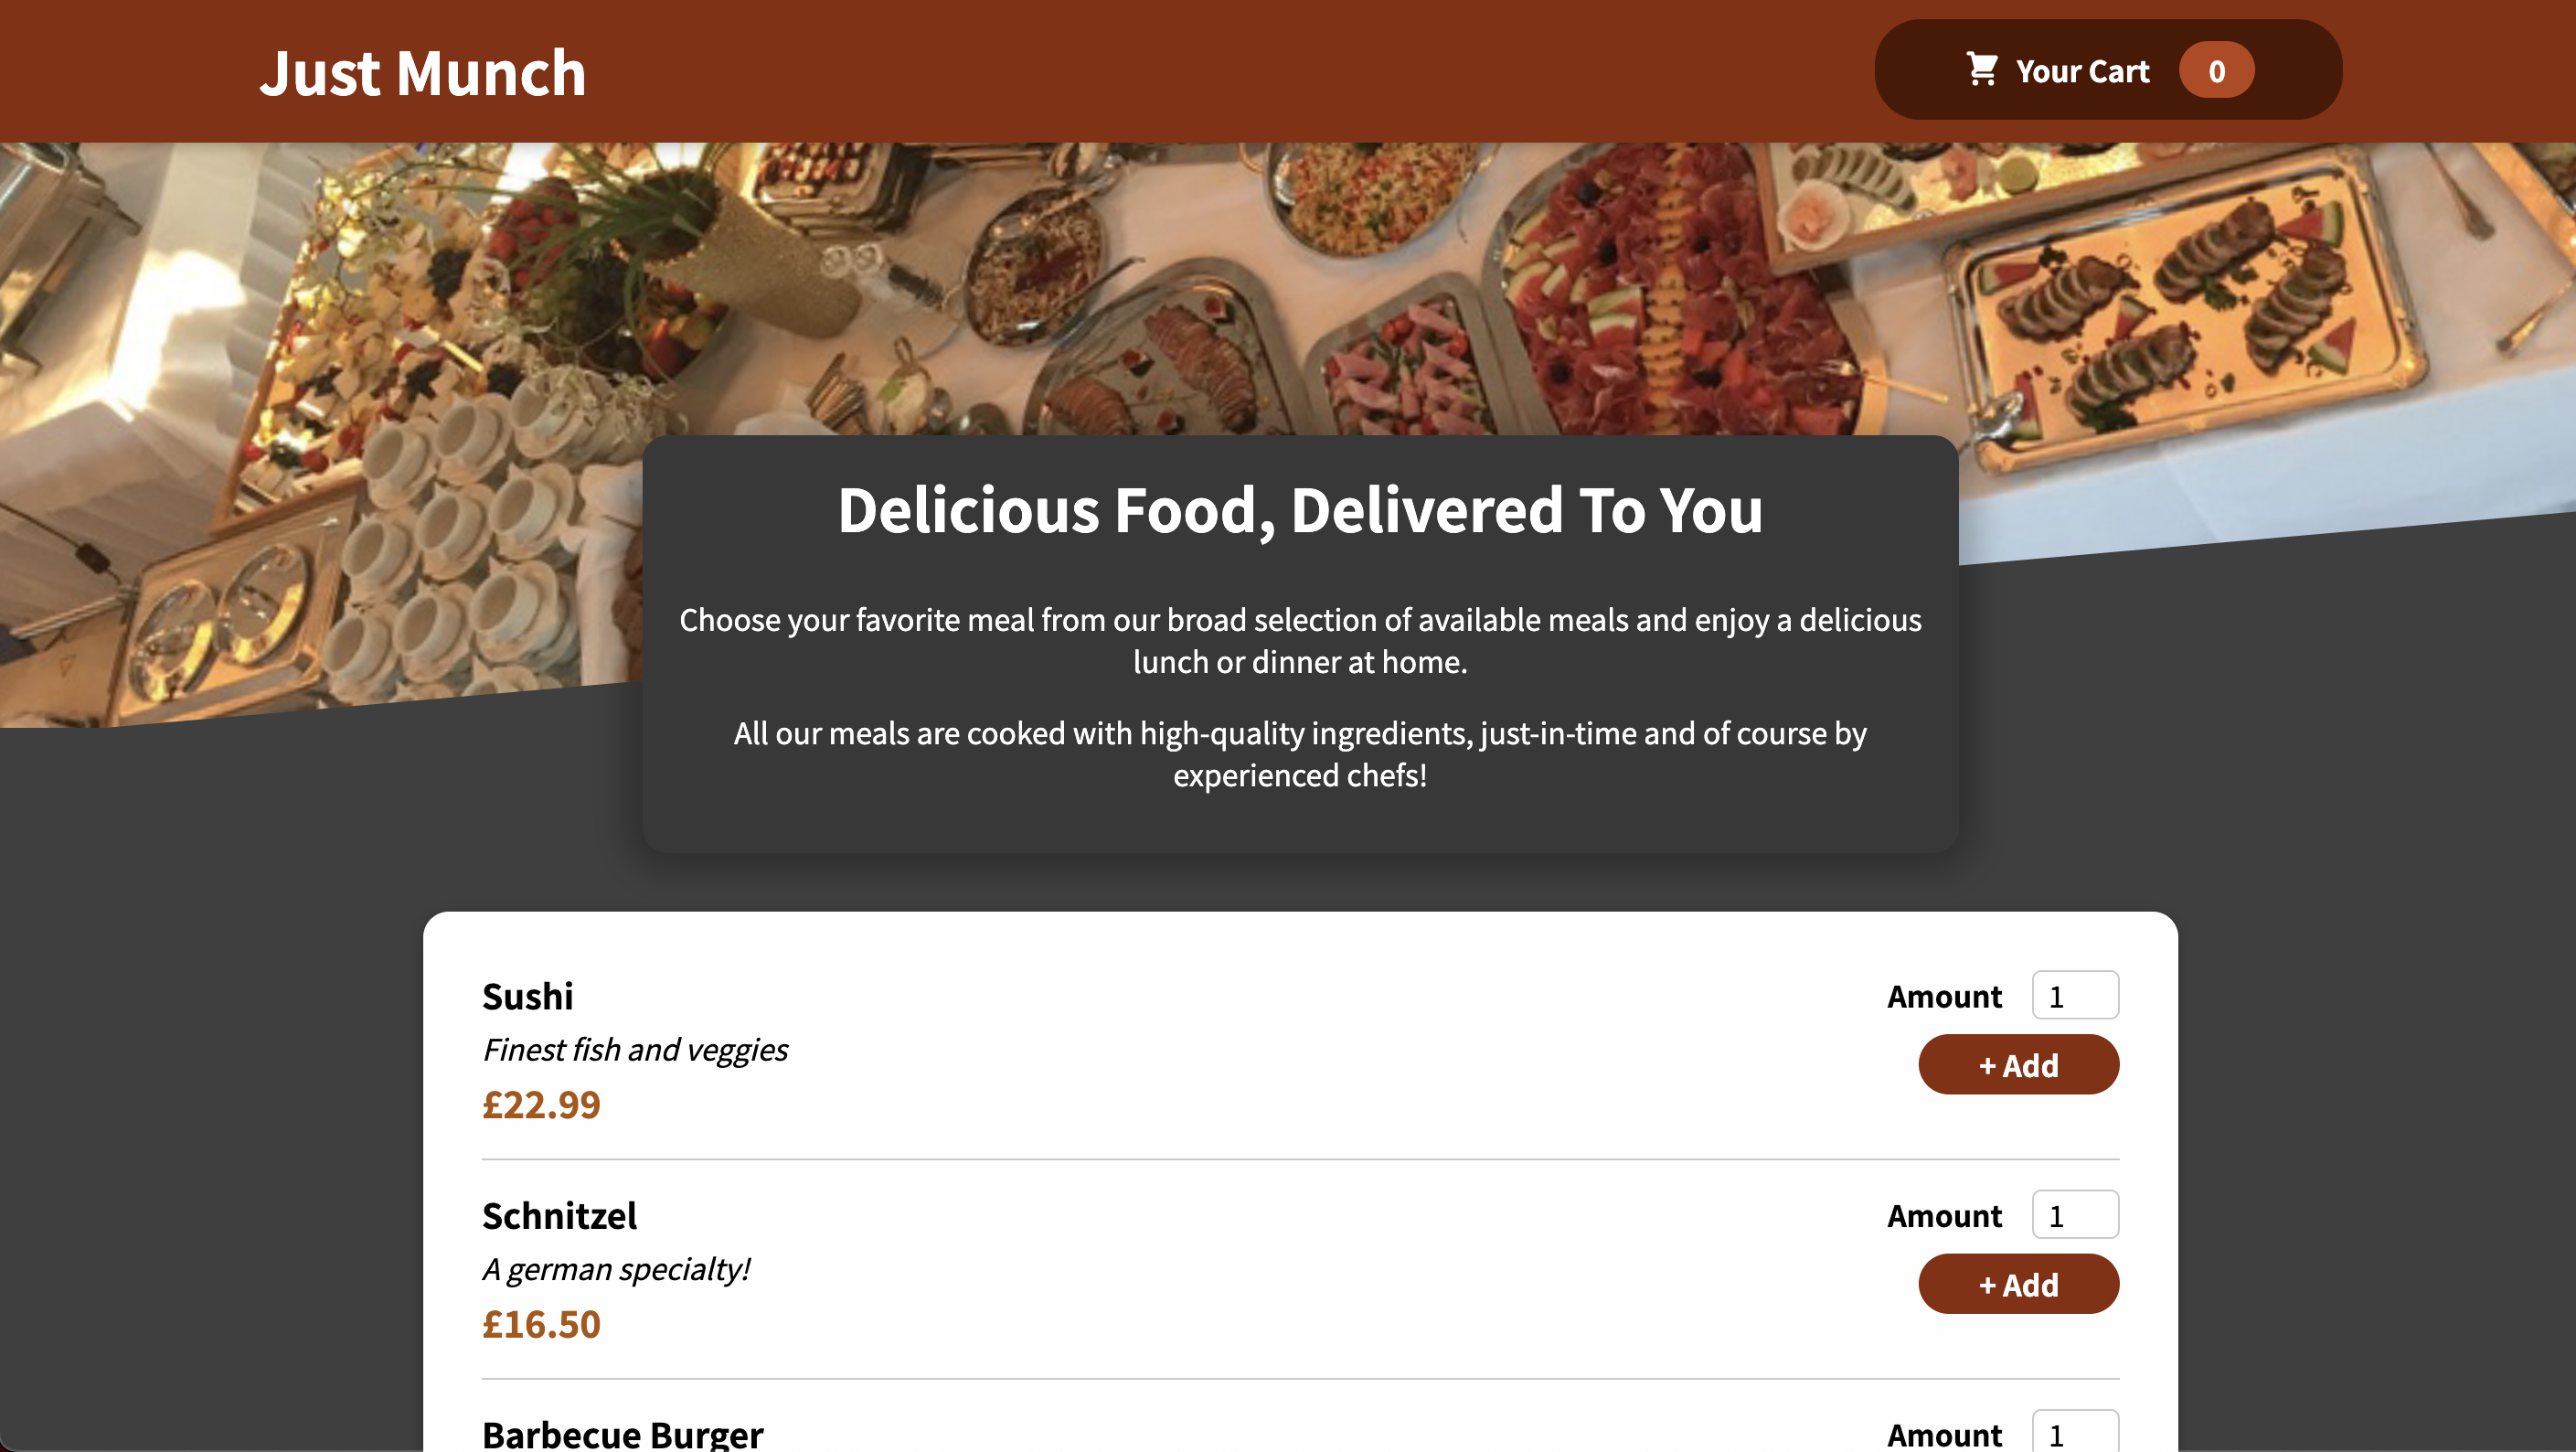 Just Munch
Your Cart 0
Delicious Food, Delivered To You
Choose your favorite meal from our broad selection of available meals and enjoy a delicious
lunch or dinner at home.
All our meals are cooked with high-quality ingredients, just-in-time and of course by
experienced chefs!
Sushi
Amount 1
Finest fish and veggies
+ Add
£22.99
Schnitzel
Amount 1
A german specialty!
+ Add
£16.50
Barbecue Burger
Amount 1